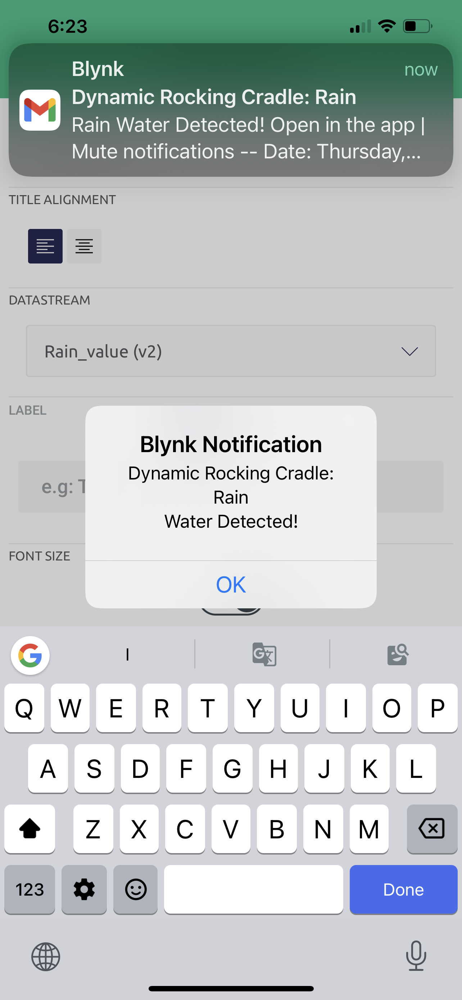 6:23
Blynk
now
Dynamic Rocking Cradle: Rain
Rain Water Detected! Open in the app |
Mute notifications -- Date: Thursday,...
TITLE ALIGNMENT
DATASTREAM
Rain_value (v2)
LABEL
e.g: T
Blynk Notification
Dynamic Rocking Cradle:
Rain
Water Detected!
FONT SIZE
OK
I
Q W E R T Y U I O P
A S D F G H J K L
Z X C V B N M
123
Done